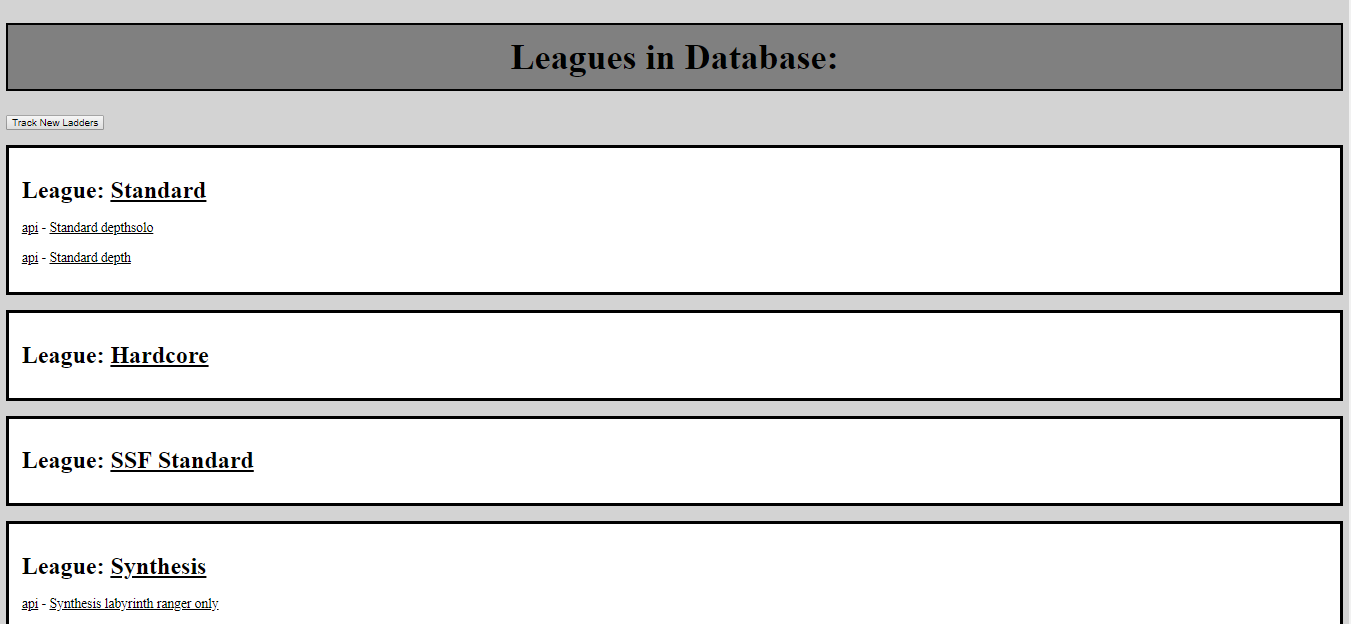 Leagues in Database:
Track New Ladders
League: Standard
api - Standard depthsolo
api - Standard depth
League: Hardcore
League: SSF Standard
League: Synthesis
api - Synthesis labyrinth ranger only